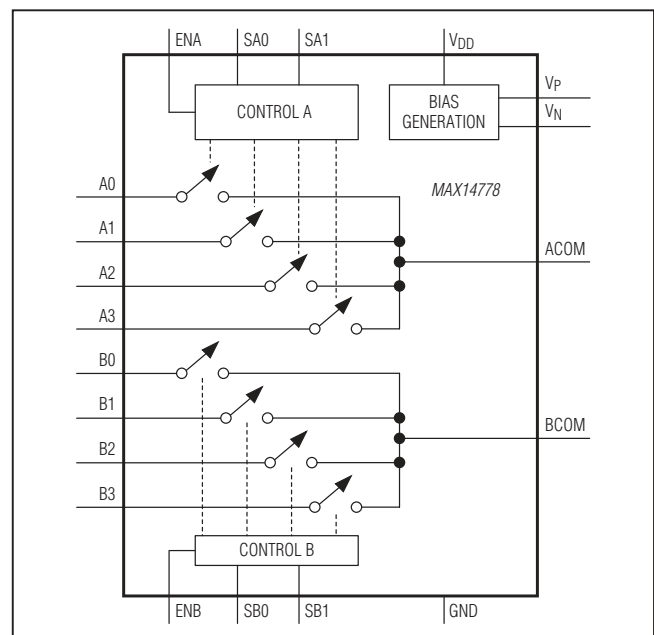 ENA SA0 SA1 VDD
VP
VN
CONTROL A
BIAS
GENERATION
MAX14778
A0
A1
A2
A3
ACOM
B0
B1
B2
B3
BCOM
CONTROL B
ENB SB0 SB1 GND